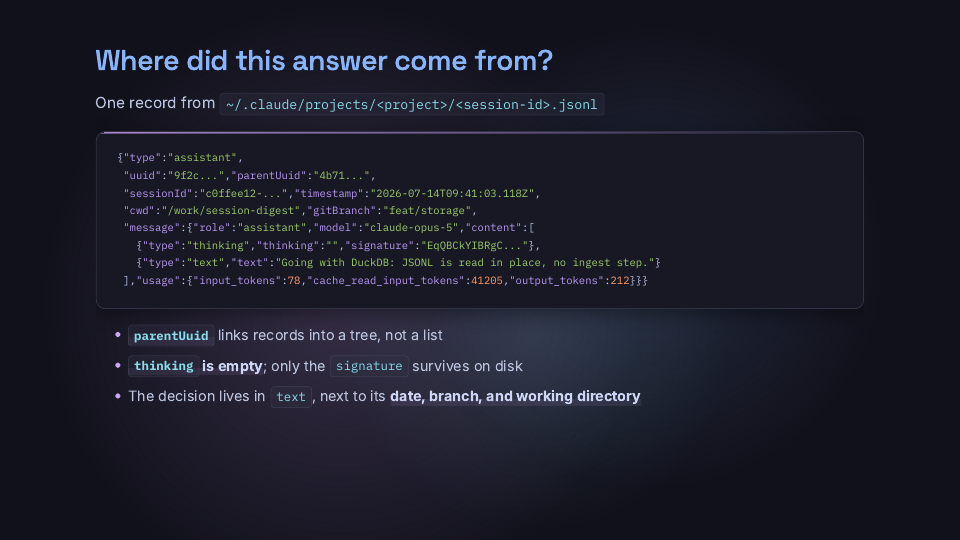 Where did this answer come from?
One record from ~/.claude/projects/<project>/<session-id>.jsonl
{"type":"assistant",
"uuid":"9f2c...","parentUuid":"4b71...",
"sessionId":"c0ffee12-...","timestamp":"2026-07-14T09:41:03.118Z",
"cwd":"/work/session-digest","gitBranch":"feat/storage",
"message":{"role":"assistant","model":"claude-opus-5","content":[
{"type":"thinking","thinking":"","signature":"EqQBCkYIBRgC..."},
{"type":"text","text":"Going with DuckDB: JSONL is read in place, no ingest step."}
],"usage":{"input_tokens":78,"cache_read_input_tokens":41205,"output_tokens":212}}}
• parentUuid links records into a tree, not a list
• thinking is empty; only the signature survives on disk
• The decision lives in text, next to its date, branch, and working directory